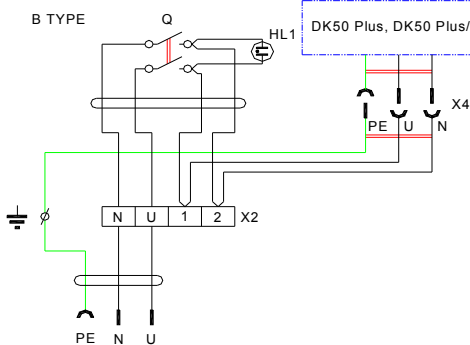 B TYPE Q
HL1
DK50 Plus, DK50 Plus/
X4
PE U N
N U 1 2 X2
PE N U